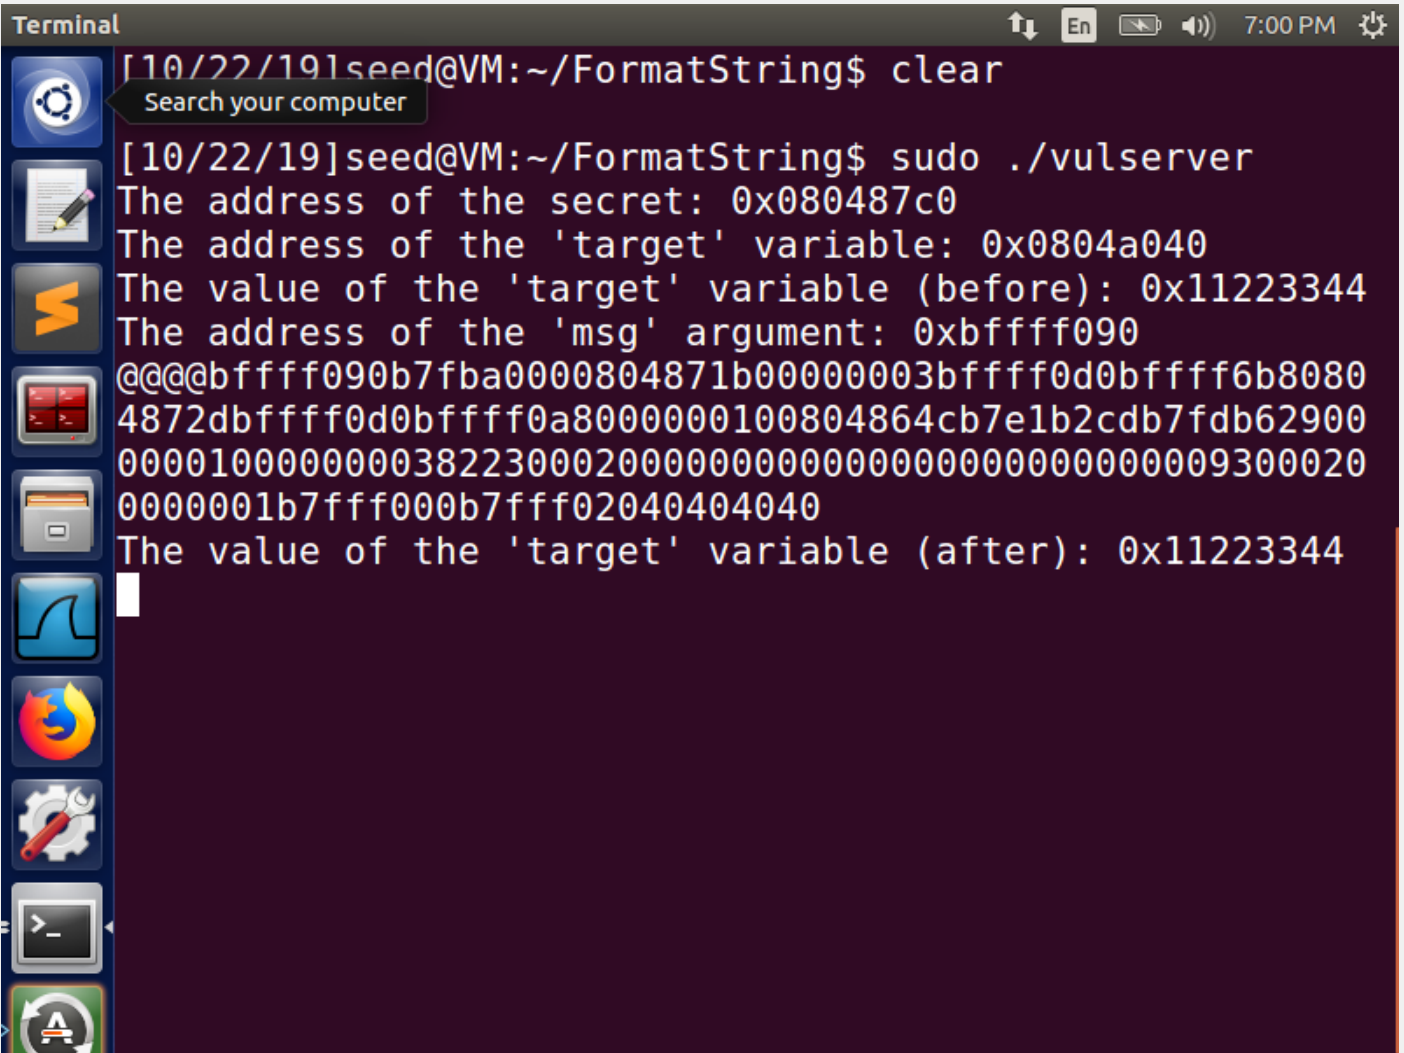 Terminal
En
7:00 PM
[10/22/19]seed@VM:~/FormatString$ clear
Search your computer
[10/22/19]seed@VM:~/FormatString$ sudo ./vulserver
The address of the secret: 0x080487c0
The address of the 'target' variable: 0x0804a040
The value of the 'target' variable (before): 0x11223344
The address of the 'msg' argument: 0xbffff090
@@@@bffff090b7fba0000804871b00000003bffff0d0bffff6b8080
4872dbffff0d0bffff0a8000000100804864cb7e1b2cdb7fdb62900
0000100000000382230002000000000000000000000000009300020
0000001b7fff000b7fff02040404040
The value of the 'target' variable (after): 0x11223344